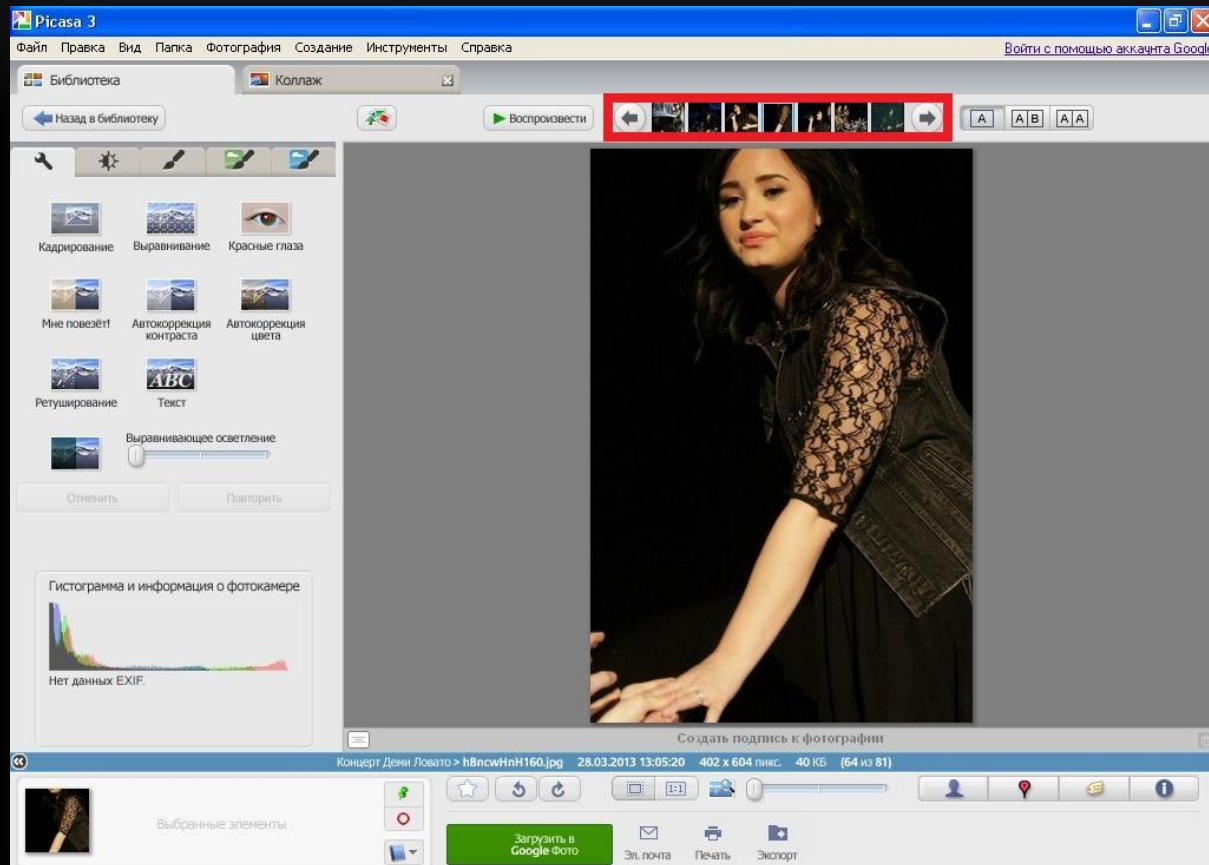 Picasa 3
Файл Правка Вид Папка Фотография Создание Инструменты Справка Войти с помощью аккаунта Google
Библиотека Коллаж
Назад в библиотеку Воспроизвести A A B A A
Кадрирование Выравнивание Красные глаза
Мне повезёт! Автокоррекция контраста Автокоррекция цвета
ABC
Ретуширование Текст
Выравнивающее осветление
Отменить Повторить
Гистограмма и информация о фотокамере
Нет данных EXIF.
Создать подпись к фотографии
Концерт Деми Ловато > hBncwHnH160.jpg 28.03.2013 13:05:20 402 x 604 пикс. 40 КБ (64 из 81)
1:1
Выбранные элементы
Загрузить в Google Фото
Эл. почта Печать Экспорт